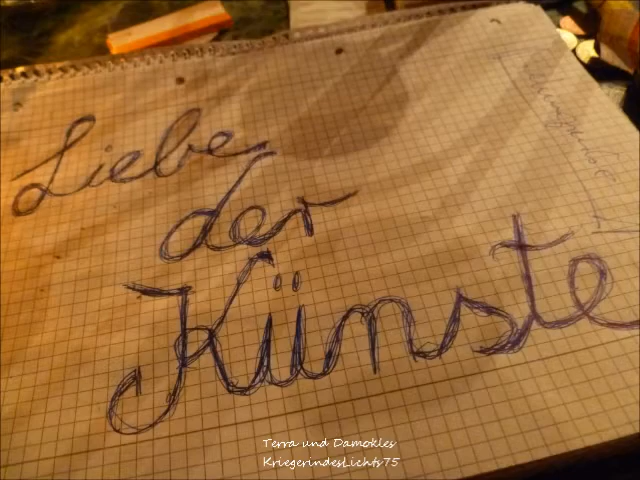 Liebe
der
Künste
Terra und Damokles
KriegerindesLichts75